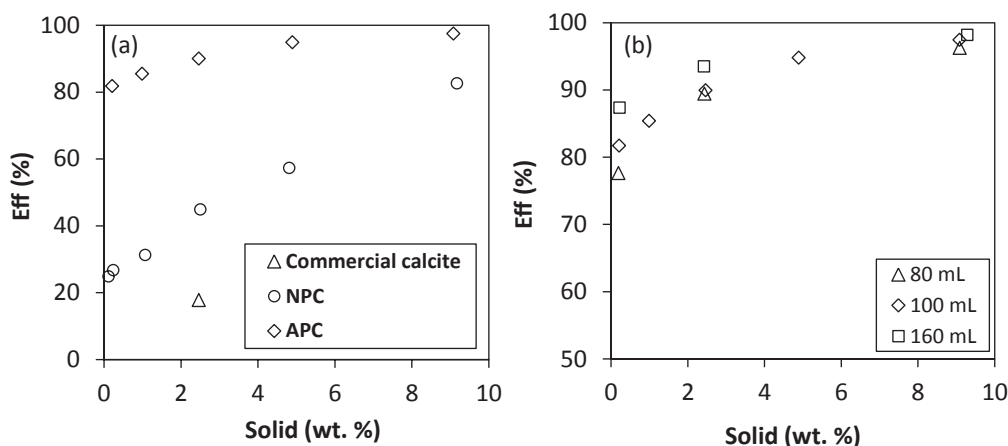 (a)
100
80
60
40
20
0
Eff (%)
0 2 4 6 8 10
Solid (wt. %)
Commercial calcite
NPC
APC
(b)
100
90
80
70
60
50
Eff (%)
0 2 4 6 8 10
Solid (wt. %)
80 mL
100 mL
160 mL